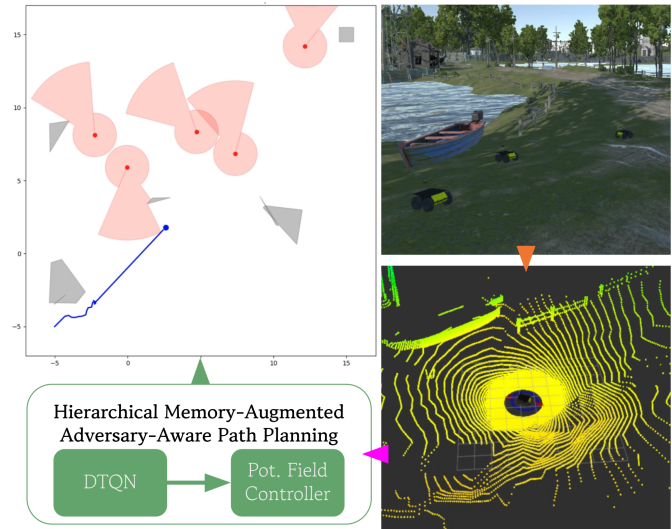 15
10
5
0
−5
−5
0
5
10
15
Hierarchical Memory-Augmented
Adversary-Aware Path Planning
DTQN
Pot. Field
Controller